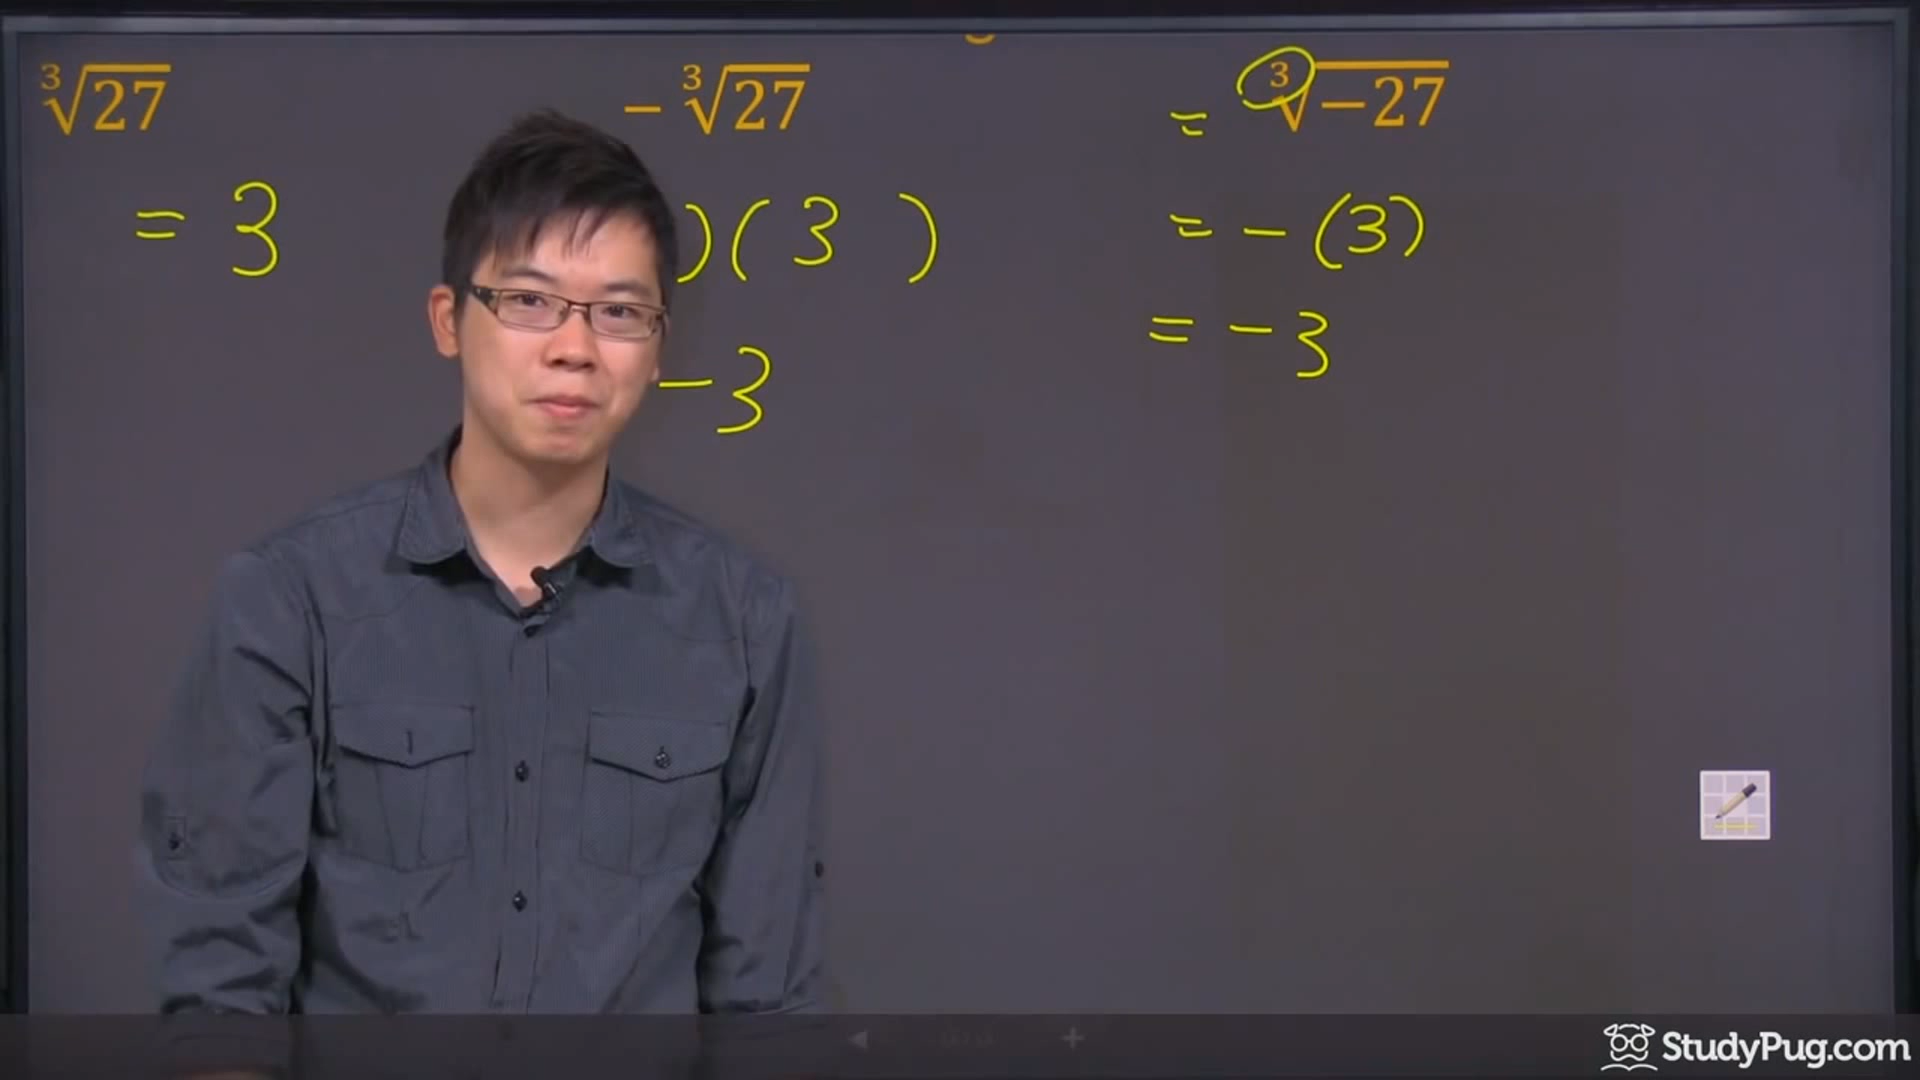 ∛27
= 3
- ∛27
)( 3 )
-3
= ∛-27
= - (3)
= - 3
StudyPug.com